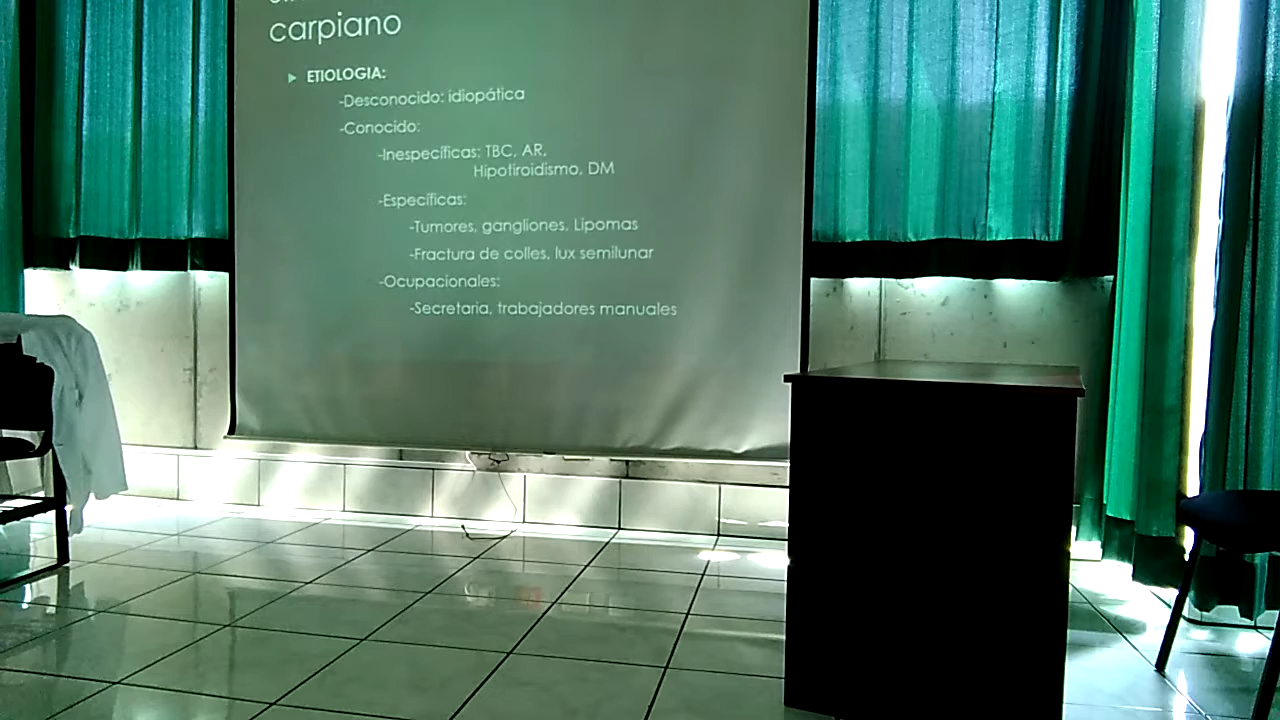 carpiano
ETIOLOGIA:
-Desconocido: idiopática
-Conocido:
-Inespecíficas: TBC, AR,
Hipotiroidismo, DM
-Específicas:
-Tumores, gangliones, Lipomas
-Fractura de colles, lux semilunar
-Ocupacionales:
-Secretaria, trabajadores manuales